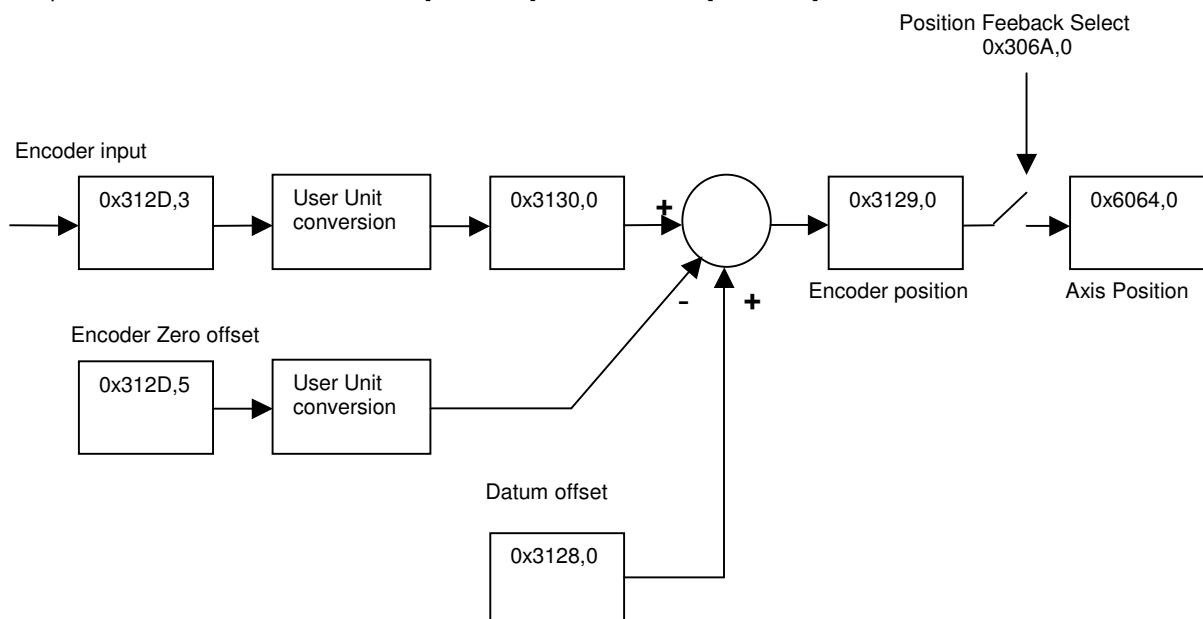 Position Feeback Select
0x306A,0
Encoder input
0x312D,3
User Unit
conversion
0x3130,0
+
0x3129,0
0x6064,0
Encoder position
Axis Position
-
+
Encoder Zero offset
0x312D,5
User Unit
conversion
Datum offset
0x3128,0